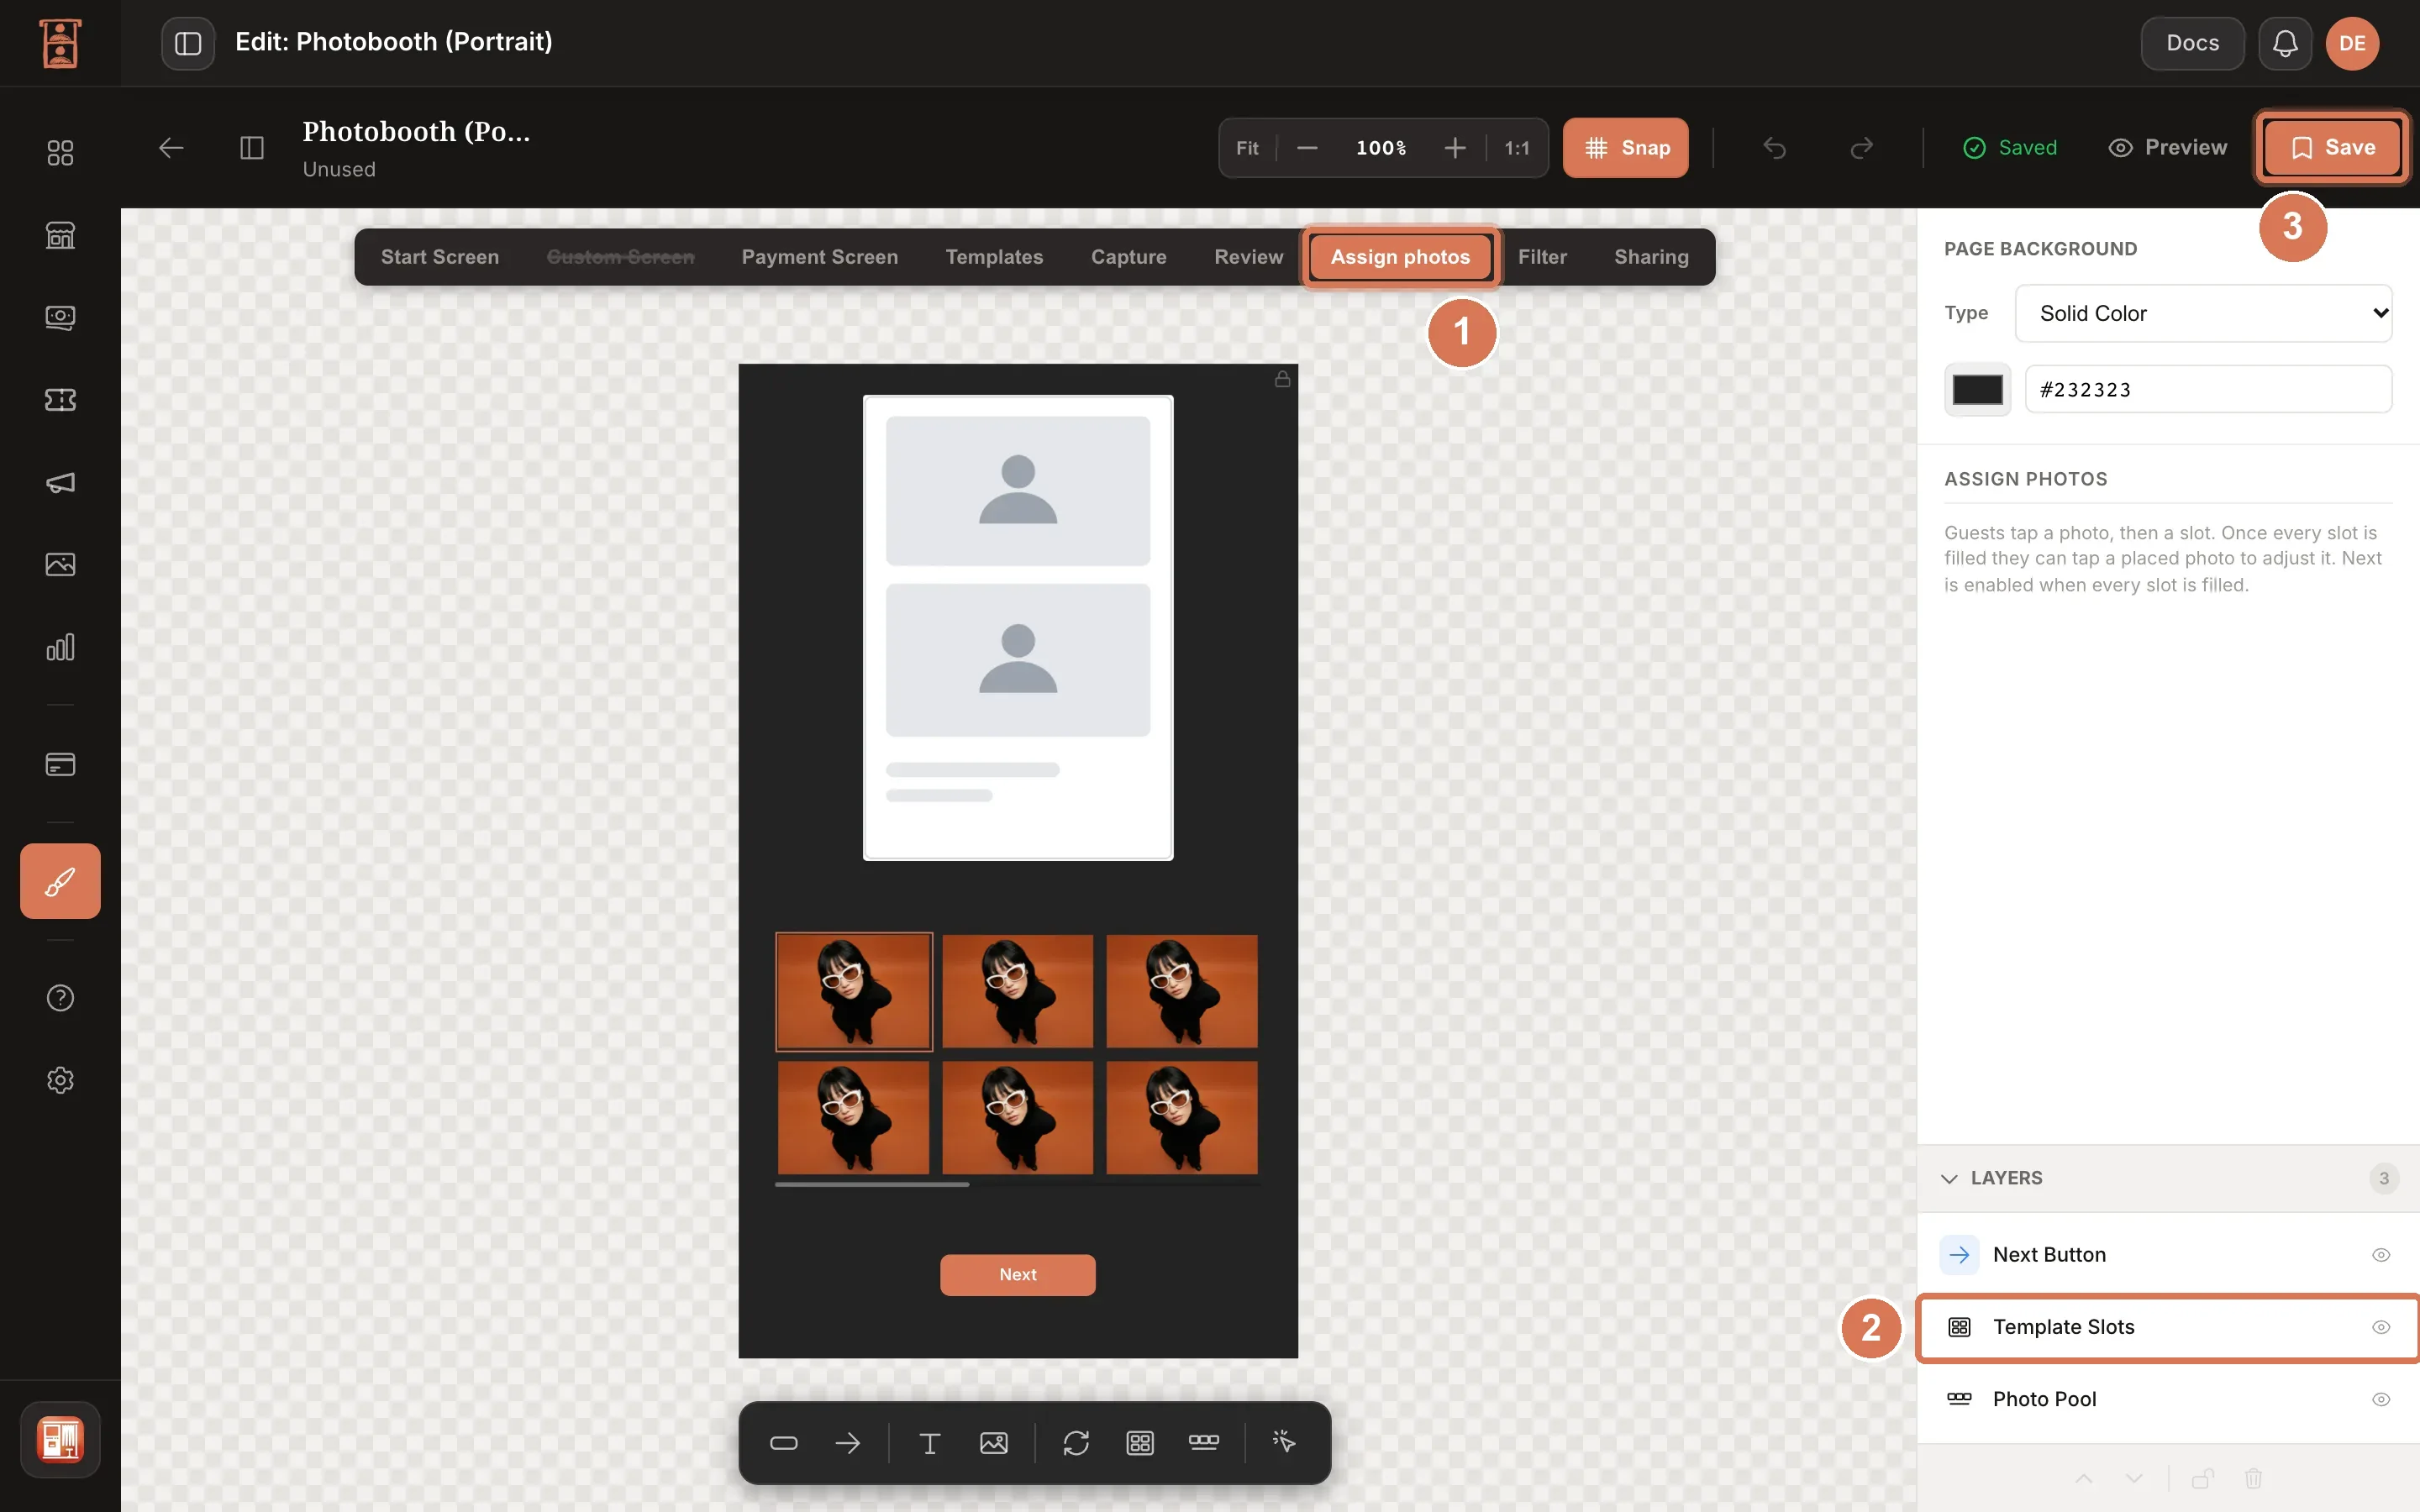 Edit: Photobooth (Portrait)
Docs
DE
Photobooth (Po...
Unused
Fit
100%
1:1
Snap
Saved
Preview
Save
3
Start Screen
Custom Screen
Payment Screen
Templates
Capture
Review
Assign photos
Filter
Sharing
1
PAGE BACKGROUND
Type
Solid Color
#232323
ASSIGN PHOTOS
Guests tap a photo, then a slot. Once every slot is
filled they can tap a placed photo to adjust it. Next
is enabled when every slot is filled.
Next
LAYERS
3
Next Button
2
Template Slots
Photo Pool